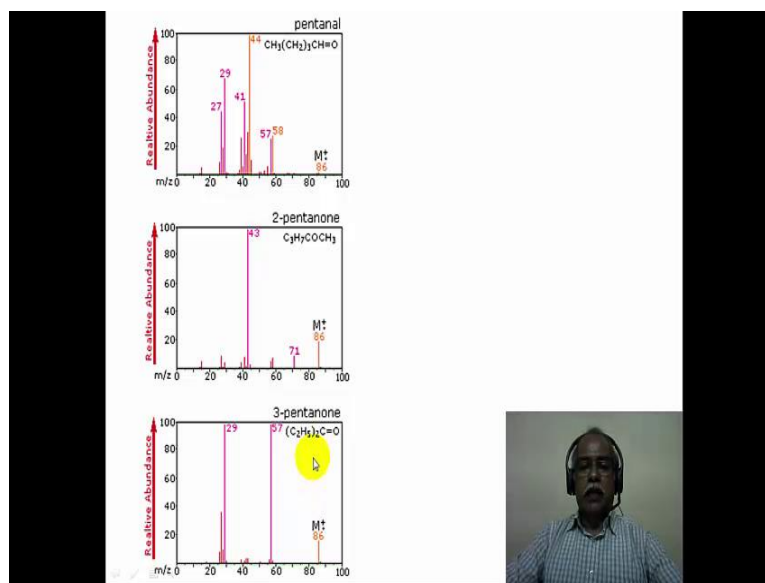 pentanal
CH₃(CH₂)₃CH=O
Realtive Abundance
100
80
60
40
20
44
29
41
27
57
58
M⁺
86
m/z 0 20 40 60 80 100
2-pentanone
C₃H₇COCH₃
Realtive Abundance
100
80
60
40
20
43
71
M⁺
86
m/z 0 20 40 60 80 100
3-pentanone
(C₂H₅)₂C=O
Realtive Abundance
100
80
60
40
20
29
57
M⁺
86
m/z 0 20 40 60 80 100